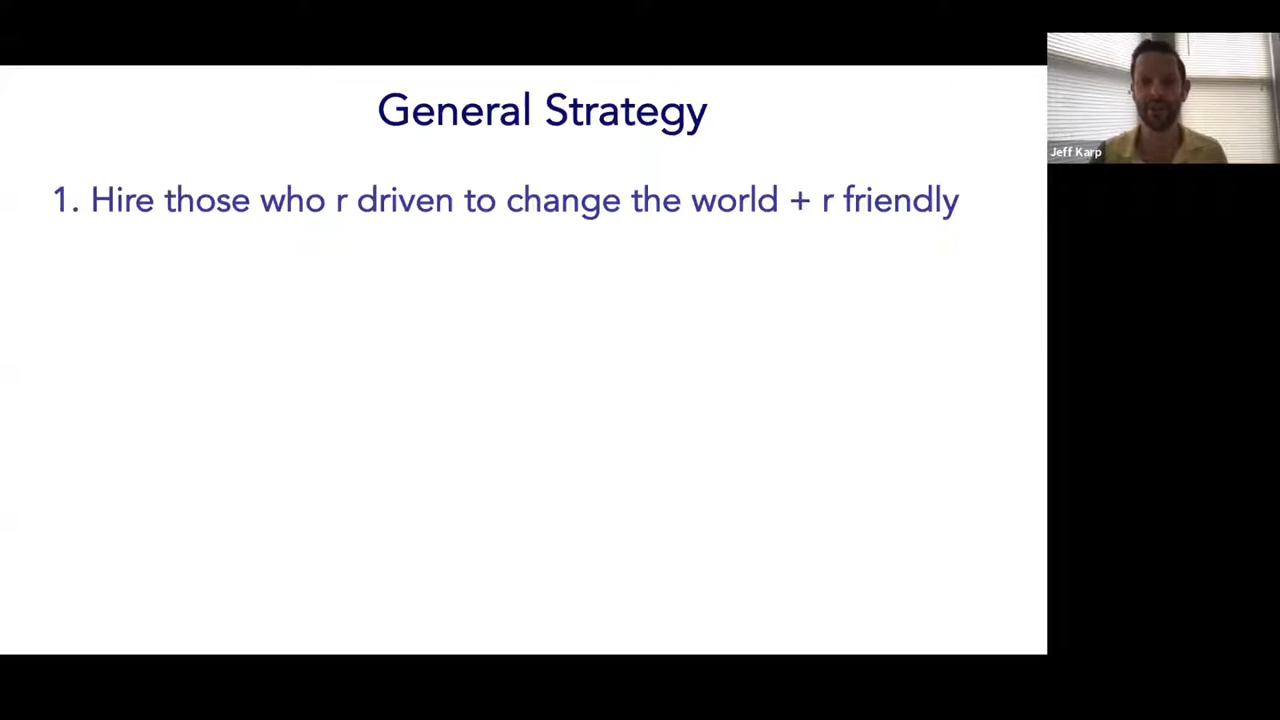 General Strategy
1. Hire those who r driven to change the world + r friendly
Jeff Karp